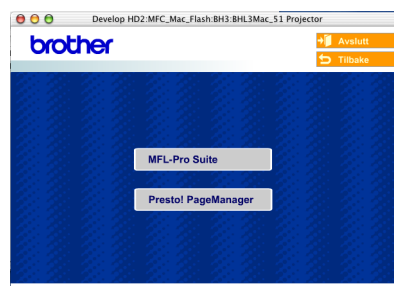 Develop HD2:MFC_Mac_Flash:BH3:BHL3Mac_51 Projector
brother
Avslutt
Tilbake
MFL-Pro Suite
Presto! PageManager